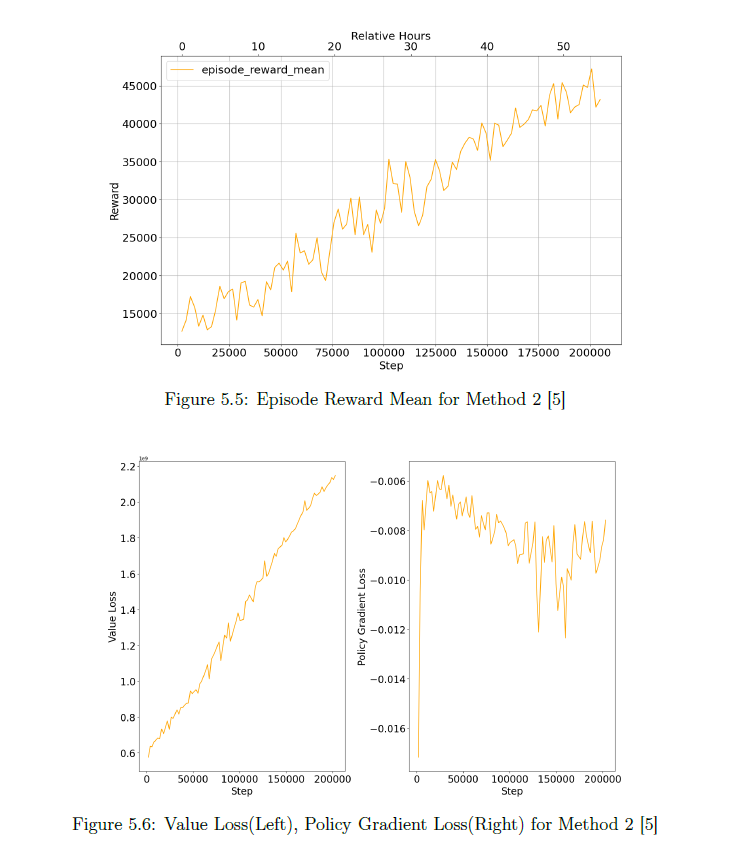 Relative Hours
0 10 20 30 40 50
episode_reward_mean
45000
40000
35000
30000
25000
20000
15000
Reward
0 25000 50000 75000 100000 125000 150000 175000 200000
Step
Figure 5.5: Episode Reward Mean for Method 2 [5]
1e9
2.2
2.0
1.8
1.6
1.4
1.2
1.0
0.8
0.6
Value Loss
0 50000 100000 150000 200000
Step
−0.006
−0.008
−0.010
−0.012
−0.014
−0.016
Policy Gradient Loss
0 50000 100000 150000 200000
Step
Figure 5.6: Value Loss(Left), Policy Gradient Loss(Right) for Method 2 [5]